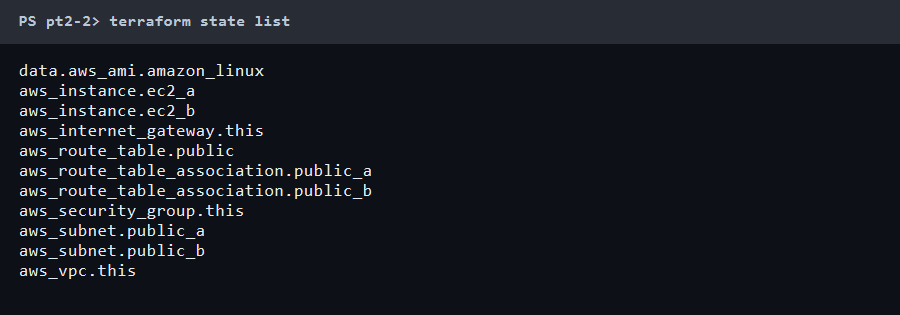 PS pt2-2> terraform state list
data.aws_ami.amazon_linux
aws_instance.ec2_a
aws_instance.ec2_b
aws_internet_gateway.this
aws_route_table.public
aws_route_table_association.public_a
aws_route_table_association.public_b
aws_security_group.this
aws_subnet.public_a
aws_subnet.public_b
aws_vpc.this